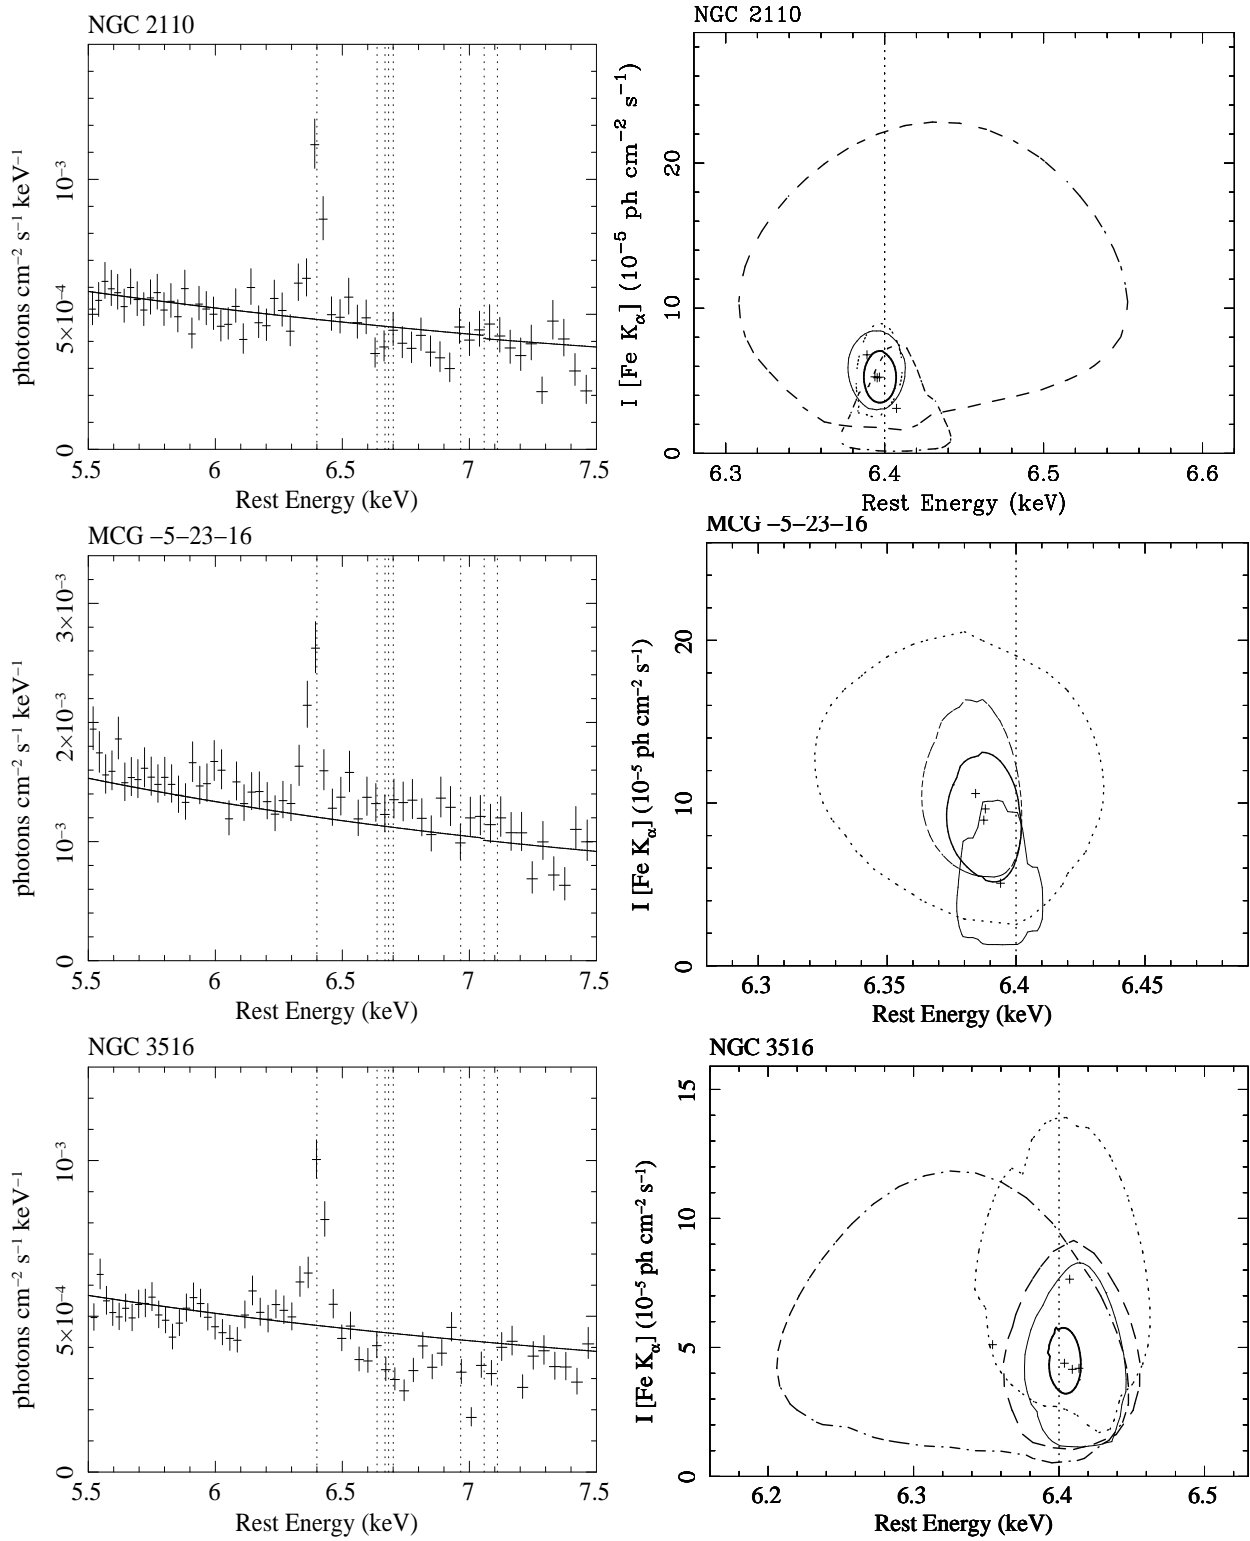 NGC 2110
photons cm−2 s−1 keV−1
10−3
5×10−4
0
5.5 6 6.5 7 7.5
Rest Energy (keV)
NGC 2110
I [Fe Kα] (10−5 ph cm−2 s−1)
20
10
0
6.3 6.4 6.5 6.6
Rest Energy (keV)
MCG −5−23−16
photons cm−2 s−1 keV−1
3×10−3
2×10−3
10−3
0
5.5 6 6.5 7 7.5
Rest Energy (keV)
MCG −5−23−16
I [Fe Kα] (10−5 ph cm−2 s−1)
20
10
0
6.3 6.35 6.4 6.45
Rest Energy (keV)
NGC 3516
photons cm−2 s−1 keV−1
10−3
5×10−4
0
5.5 6 6.5 7 7.5
Rest Energy (keV)
NGC 3516
I [Fe Kα] (10−5 ph cm−2 s−1)
15
10
5
0
6.2 6.3 6.4 6.5
Rest Energy (keV)